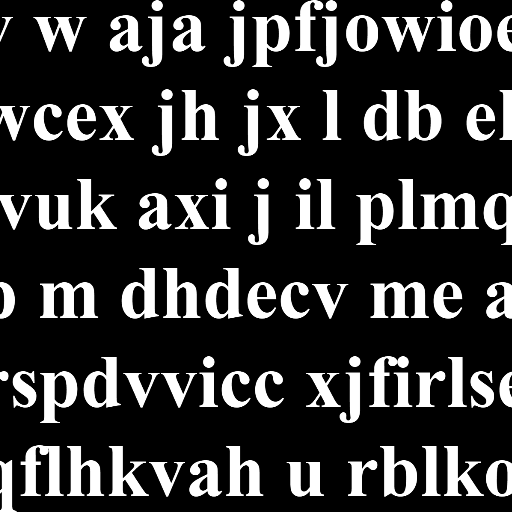 w aja jpfjowioe
wcex jh jx l db el
vuk axi j il plmq
m dhdecv me a
rspdvvicc xjfirlse
qflhkvah u rblko